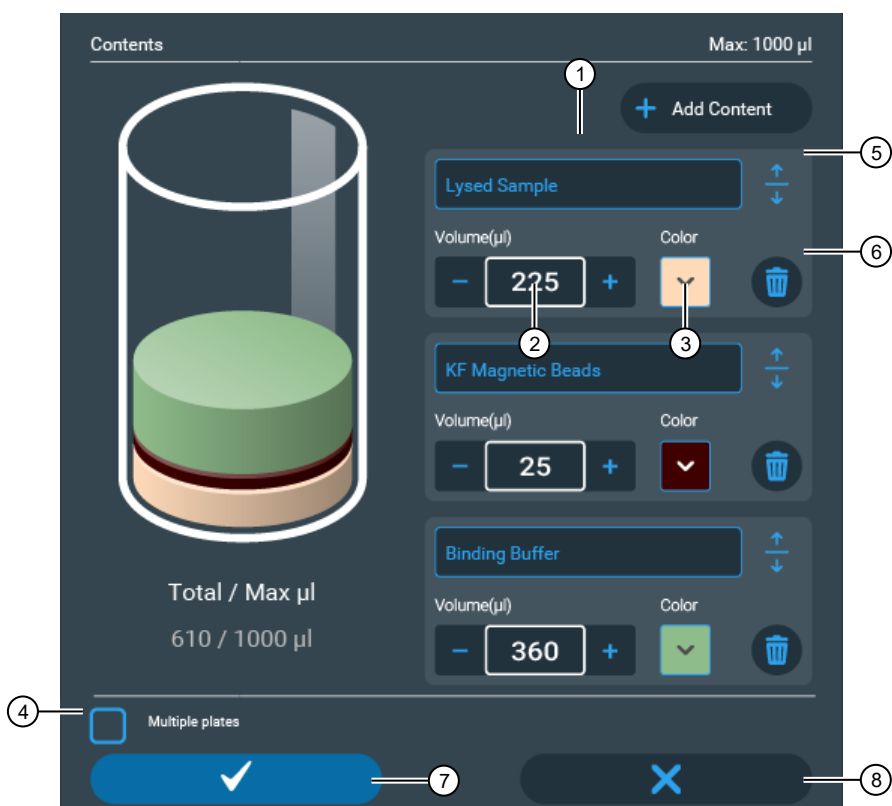 Contents
Max: 1000 µl
1
+ Add Content
5
Lysed Sample
Volume(µl)
Color
6
− 225 +
2
3
KF Magnetic Beads
Volume(µl)
Color
− 25 +
Binding Buffer
Total / Max µl
Volume(µl)
Color
610 / 1000 µl
− 360 +
4
Multiple plates
7
8